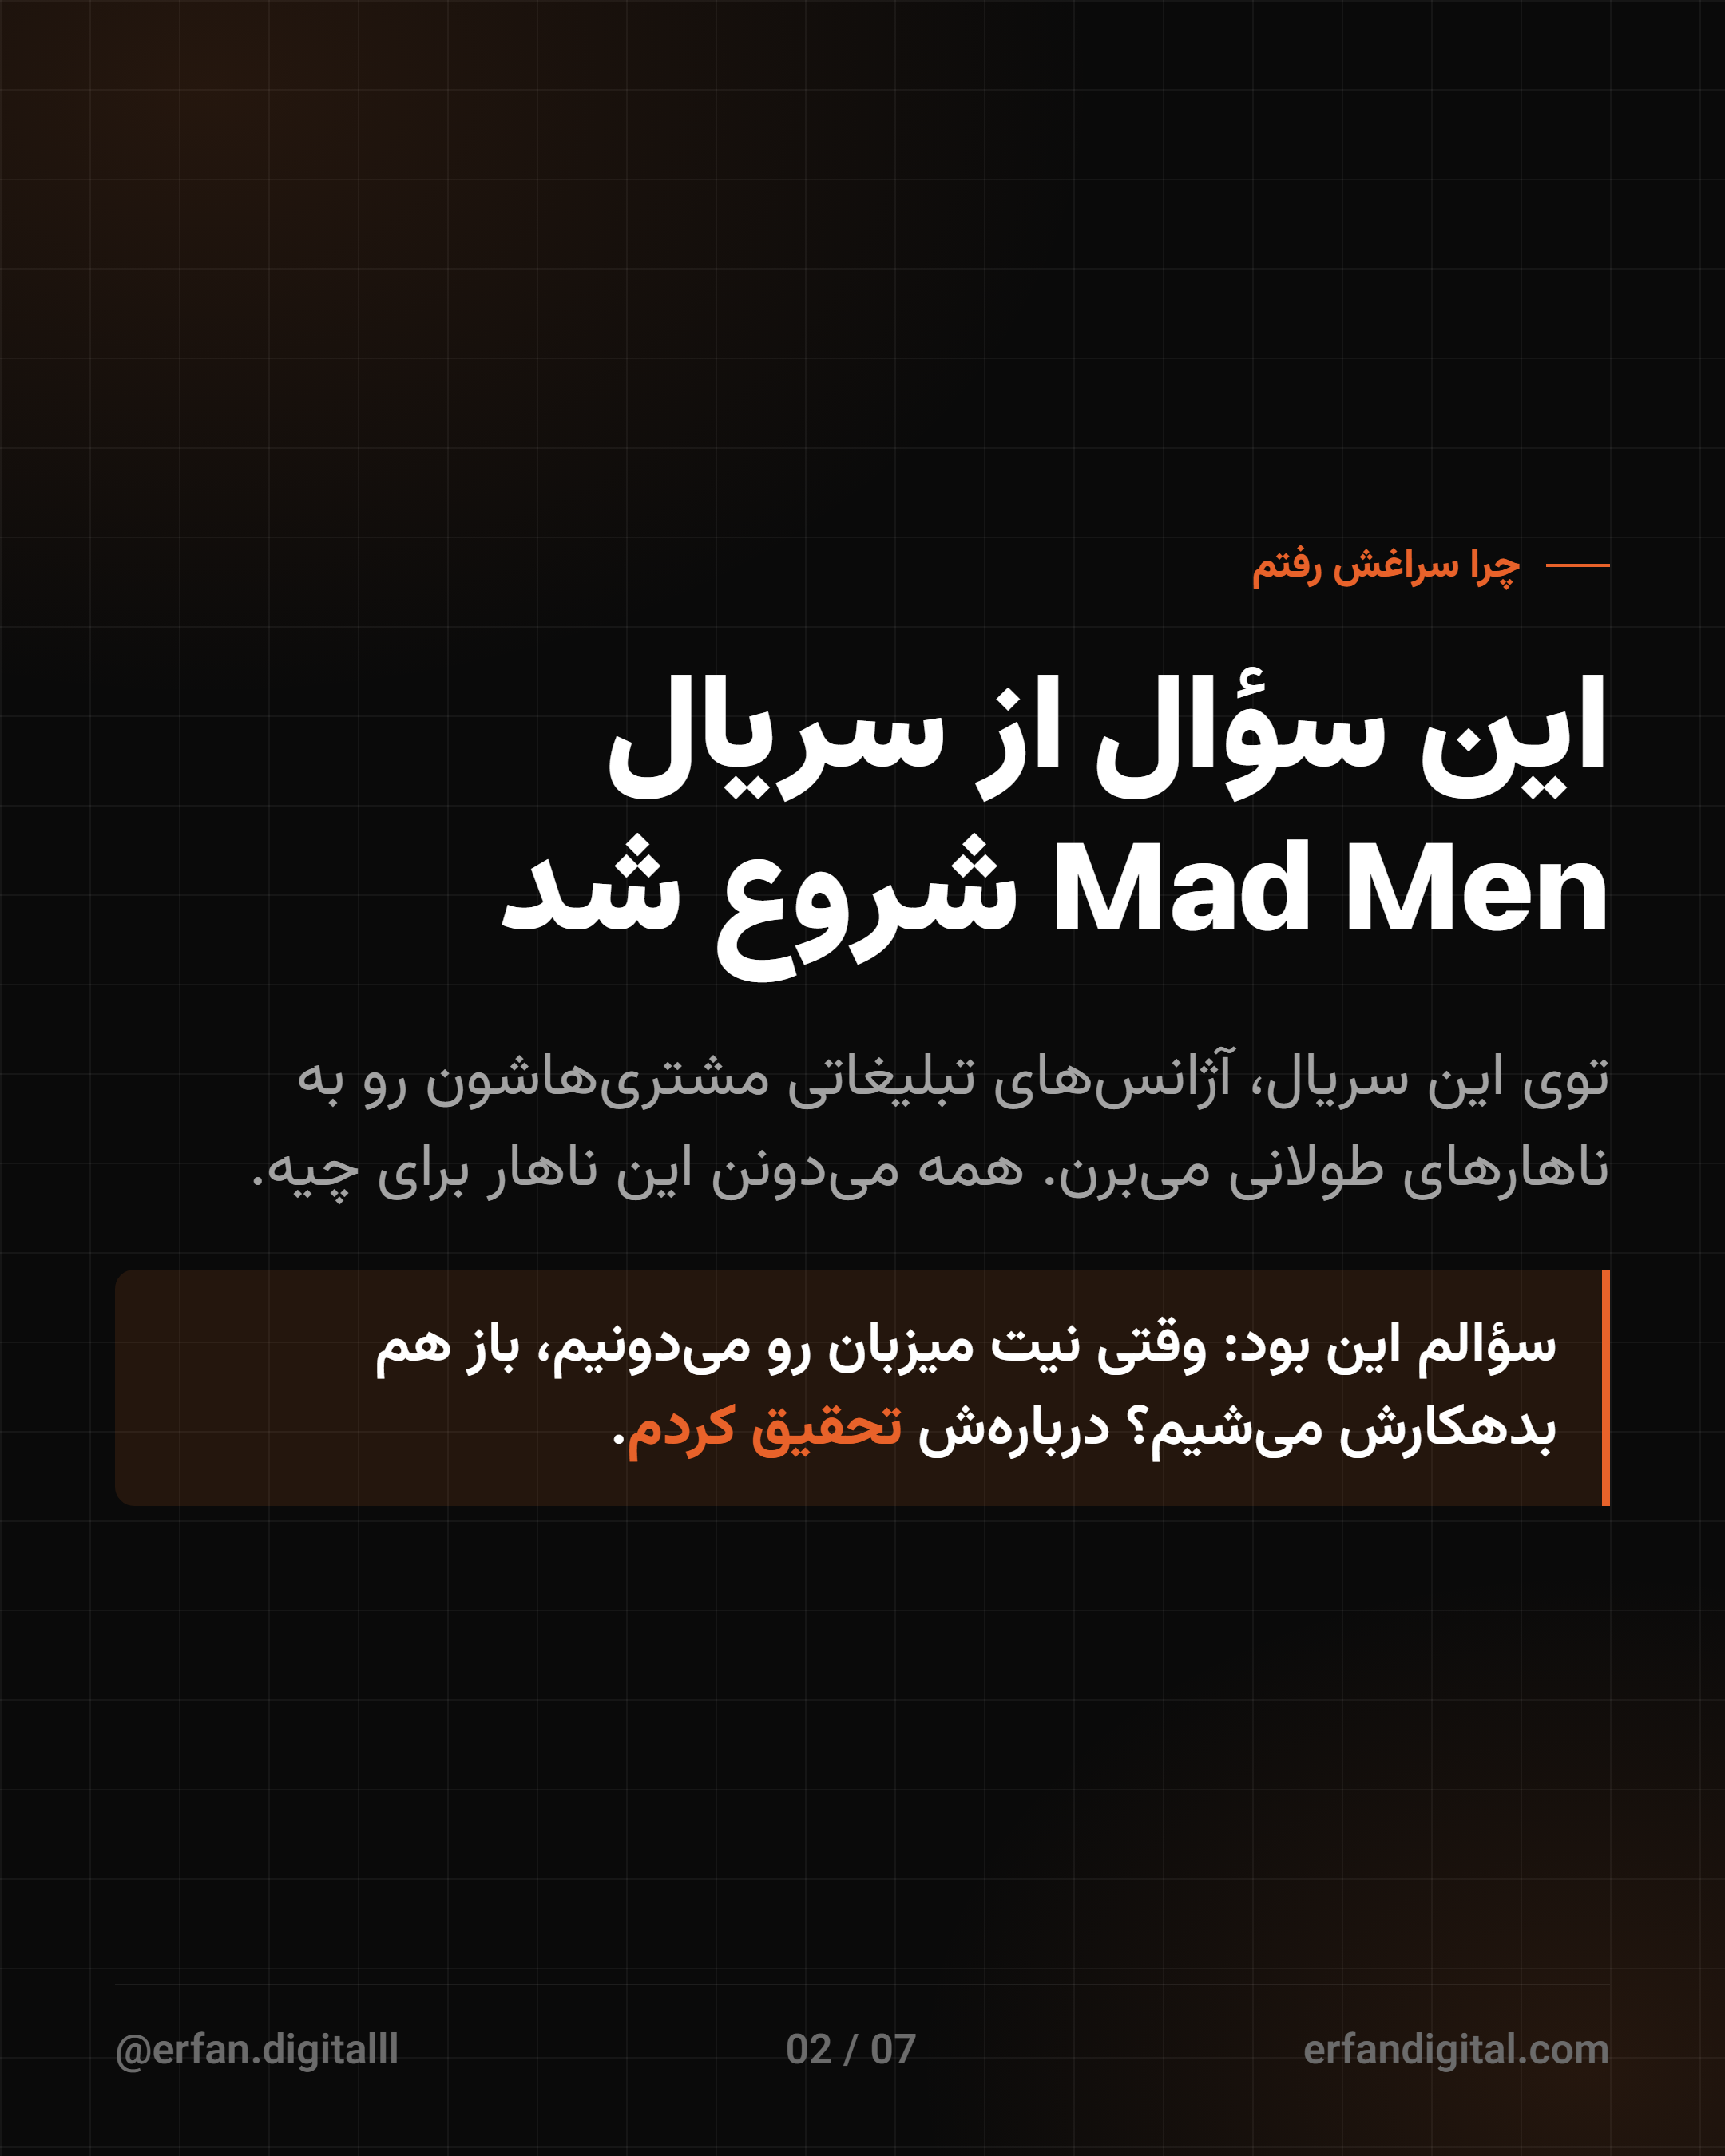 چرا سراغش رفتم
این سؤال از سریال
Mad Men شروع شد
توی این سریال، آژانس‌های تبلیغاتی مشتری‌هاشون رو به
ناهارهای طولانی می‌برن. همه می‌دونن این ناهار برای چیه.
سؤالم این بود: وقتی نیت میزبان رو می‌دونیم، باز هم
بدهکارش می‌شیم؟ درباره‌ش تحقیق کردم.
@erfan.digitalll
02 / 07
erfandigital.com